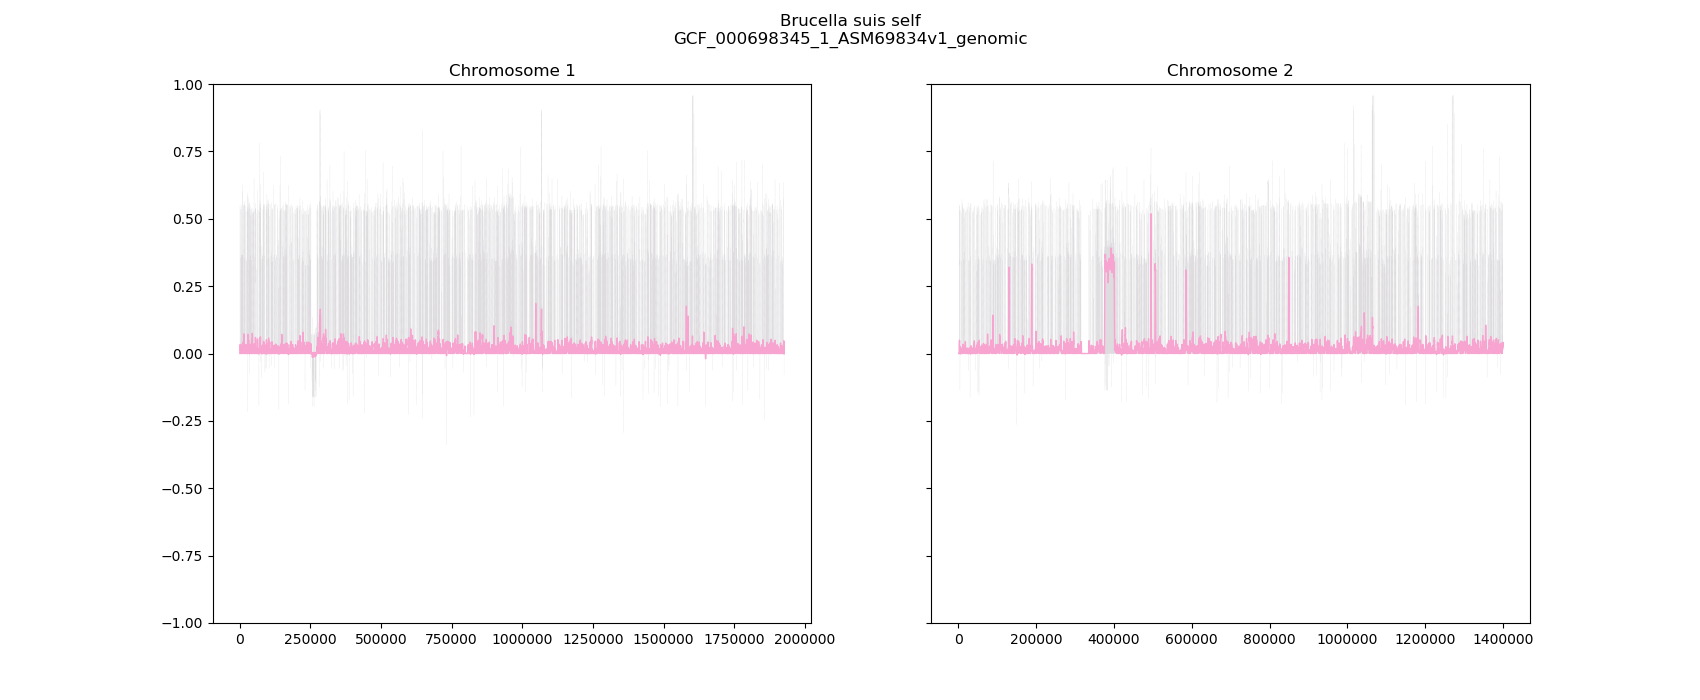 Brucella suis self
GCF_000698345_1_ASM69834v1_genomic
Chromosome 1
Chromosome 2
1.00
0.75
0.50
0.25
0.00
−0.25
−0.50
−0.75
−1.00
0 250000 500000 750000 1000000 1250000 1500000 1750000 2000000
0 200000 400000 600000 800000 1000000 1200000 1400000